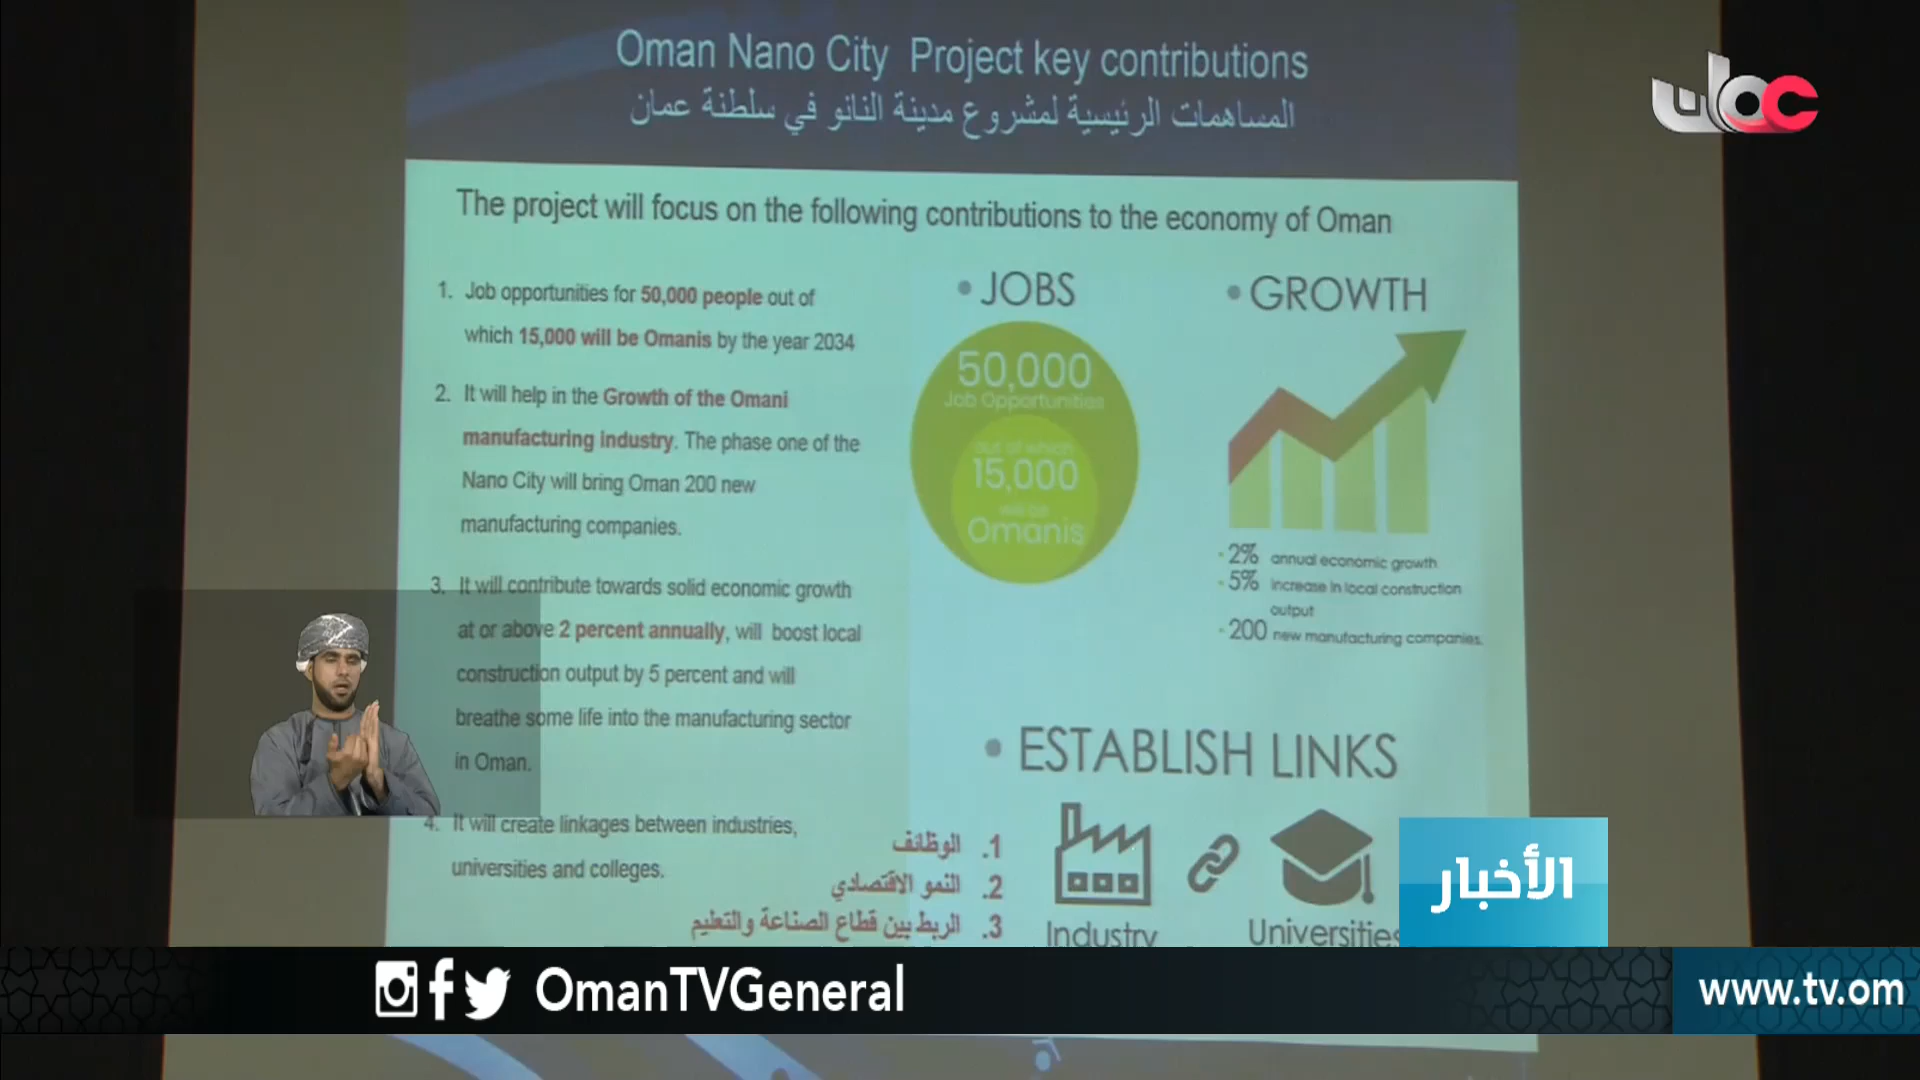 Oman Nano City Project key contributions
المساهمات الرئيسية لمشروع مدينة النانو في سلطنة عمان
عمان
The project will focus on the following contributions to the economy of Oman
1. Job opportunities for 50,000 people out of
which 15,000 will be Omanis by the year 2034
2. It will help in the Growth of the Omani
manufacturing industry. The phase one of the
Nano City will bring Oman 200 new
manufacturing companies.
3. It will contribute towards solid economic growth
at or above 2 percent annually, will boost local
construction output by 5 percent and will
breathe some life into the manufacturing sector
in Oman.
4. It will create linkages between industries,
universities and colleges.
• JOBS
50,000
Job Opportunities
out of which
15,000
will be
Omanis
• GROWTH
- 2% annual economic growth
- 5% increase in local construction
output
- 200 new manufacturing companies.
• ESTABLISH LINKS
Industry
Universities
1. الوظائف
2. النمو الاقتصادي
3. الربط بين قطاع الصناعة والتعليم
الأخبار
OmanTVGeneral
www.tv.om